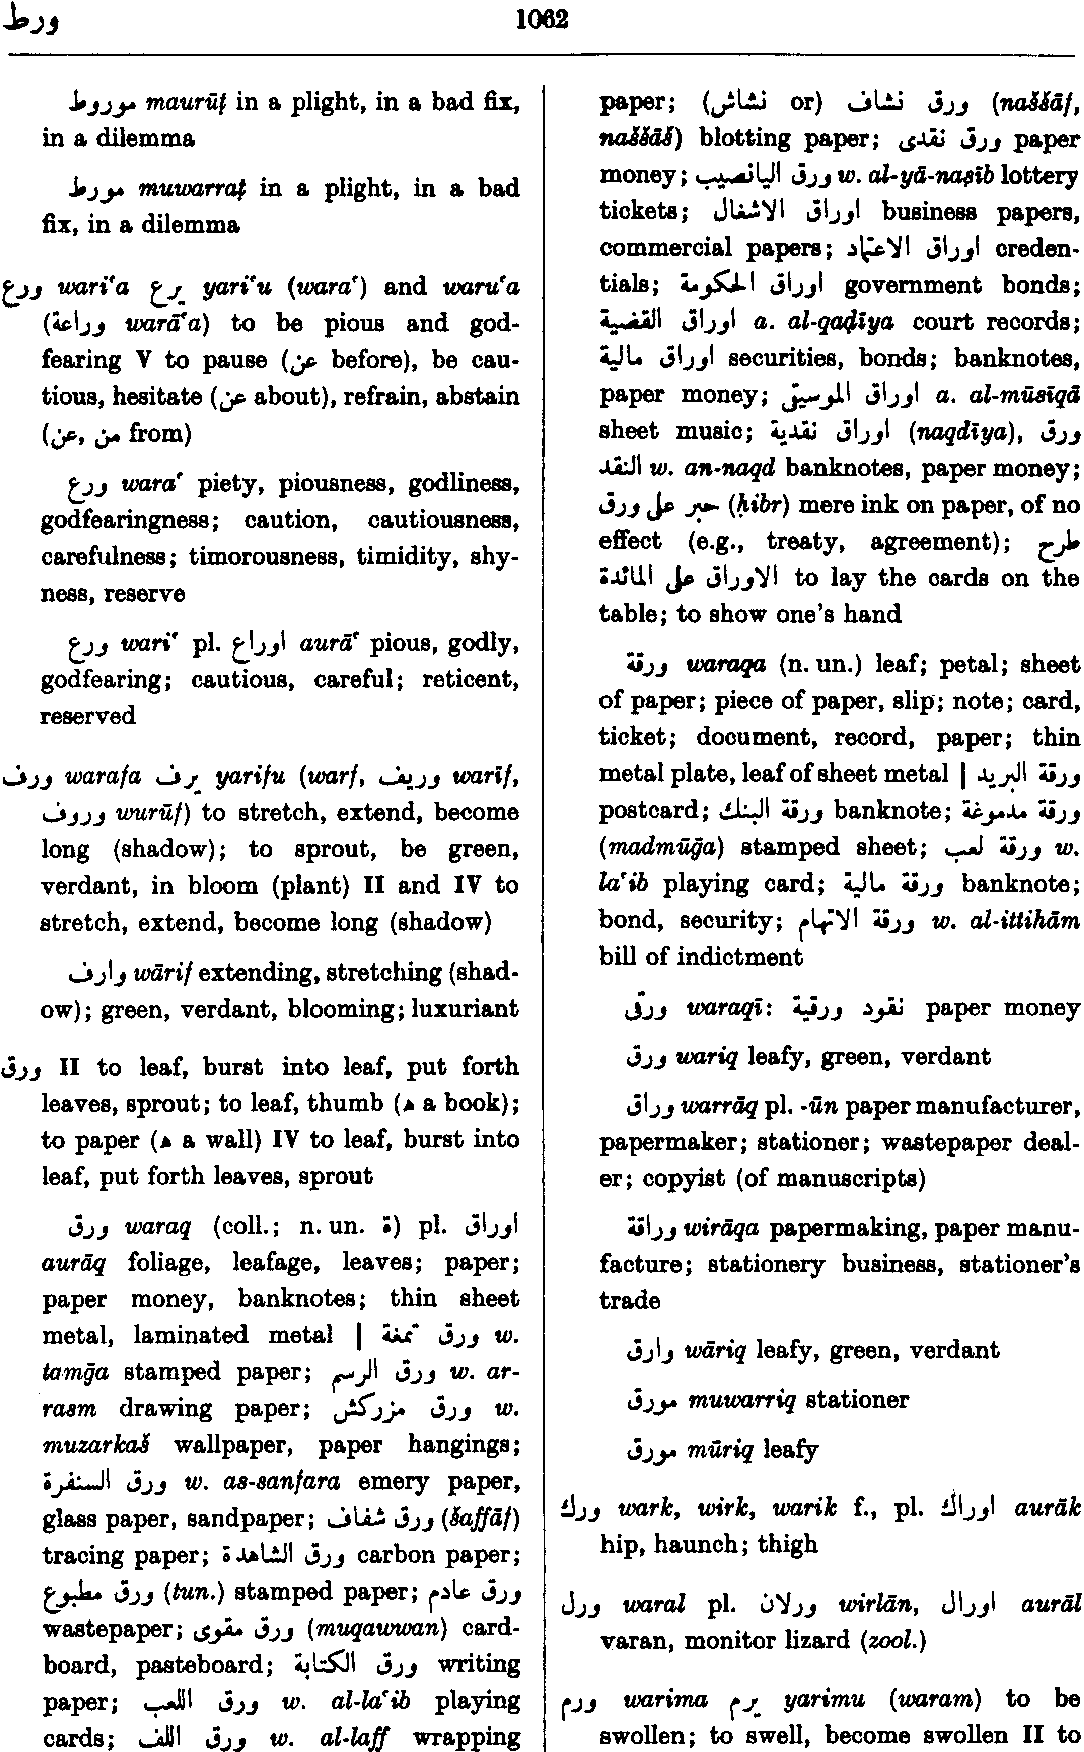 ورط 1062
موروط maurūṭ in a plight, in a bad fix,
in a dilemma
مورط muwarraṭ in a plight, in a bad
fix, in a dilemma
ورع wariʿa يرع yariʿu (waraʿ) and waruʿa
(وراعة warāʿa) to be pious and god-
fearing V to pause (عن before), be cau-
tious, hesitate (عن about), refrain, abstain
(من ,عن from)
ورع waraʿ piety, piousness, godliness,
godfearingness; caution, cautiousness,
carefulness; timorousness, timidity, shy-
ness, reserve
ورع wariʿ pl. اوراع aurāʿ pious, godly,
godfearing; cautious, careful; reticent,
reserved
ورف warafa يرف yarifu (warf, وريف warīf,
وروف wurūf) to stretch, extend, become
long (shadow); to sprout, be green,
verdant, in bloom (plant) II and IV to
stretch, extend, become long (shadow)
وارف wārif extending, stretching (shad-
ow); green, verdant, blooming; luxuriant
ورق II to leaf, burst into leaf, put forth
leaves, sprout; to leaf, thumb (ه a book);
to paper (ه a wall) IV to leaf, burst into
leaf, put forth leaves, sprout
ورق waraq (coll.; n. un. ة) pl. اوراق
aurāq foliage, leafage, leaves; paper;
paper money, banknotes; thin sheet
metal, laminated metal | ورق تمغة w.
tamḡa stamped paper; ورق الرسم w. ar-
rasm drawing paper; ورق مزركش w.
muzarkaš wallpaper, paper hangings;
ورق السنفرة w. as-sanfara emery paper,
glass paper, sandpaper; ورق شفاف (šaffāf)
tracing paper; ورق الشاهدة carbon paper;
ورق مطبوع (tun.) stamped paper; ورق عادم
wastepaper; ورق مقوى (muqawwan) card-
board, pasteboard; ورق الكتابة writing
paper; ورق اللعب w. al-laʿib playing
cards; ورق اللف w. al-laff wrapping
paper; (نشاش or) ورق نشاف (naššāf,
naššāš) blotting paper; ورق نقدى paper
money; ورق اليانصيب w. al-yā-naṣīb lottery
tickets; اوراق الاشغال business papers,
commercial papers; اوراق الاعتماد creden-
tials; اوراق الحكومة government bonds;
اوراق القضية a. al-qaḍīya court records;
اوراق مالية securities, bonds; banknotes,
paper money; اوراق الموسيقى a. al-mūsīqā
sheet music; اوراق نقدية (naqdīya), ورق
النقد w. an-naqd banknotes, paper money;
حبر على ورق (ḥibr) mere ink on paper, of no
effect (e.g., treaty, agreement); طرح
الاوراق على المائدة to lay the cards on the
table; to show one's hand
ورقة waraqa (n. un.) leaf; petal; sheet
of paper; piece of paper, slip; note; card,
ticket; document, record, paper; thin
metal plate, leaf of sheet metal | ورقة البريد
postcard; ورقة البنك banknote; ورقة مدموغة
(madmūḡa) stamped sheet; ورقة لعب w.
laʿib playing card; ورقة مالية banknote;
bond, security; ورقة الاتهام w. al-ittihām
bill of indictment
ورقى waraqī: نقود ورقية paper money
ورق wariq leafy, green, verdant
وراق warrāq pl. -ūn paper manufacturer,
papermaker; stationer; wastepaper deal-
er; copyist (of manuscripts)
وراقة wirāqa papermaking, paper manu-
facture; stationery business, stationer's
trade
وارق wāriq leafy, green, verdant
مورق muwarriq stationer
مورق mūriq leafy
ورك wark, wirk, warik f., pl. اوراك aurāk
hip, haunch; thigh
ورل waral pl. ورلان wirlān, اورال aurāl
varan, monitor lizard (zool.)
ورم warima يرم yarimu (waram) to be
swollen; to swell, become swollen II to